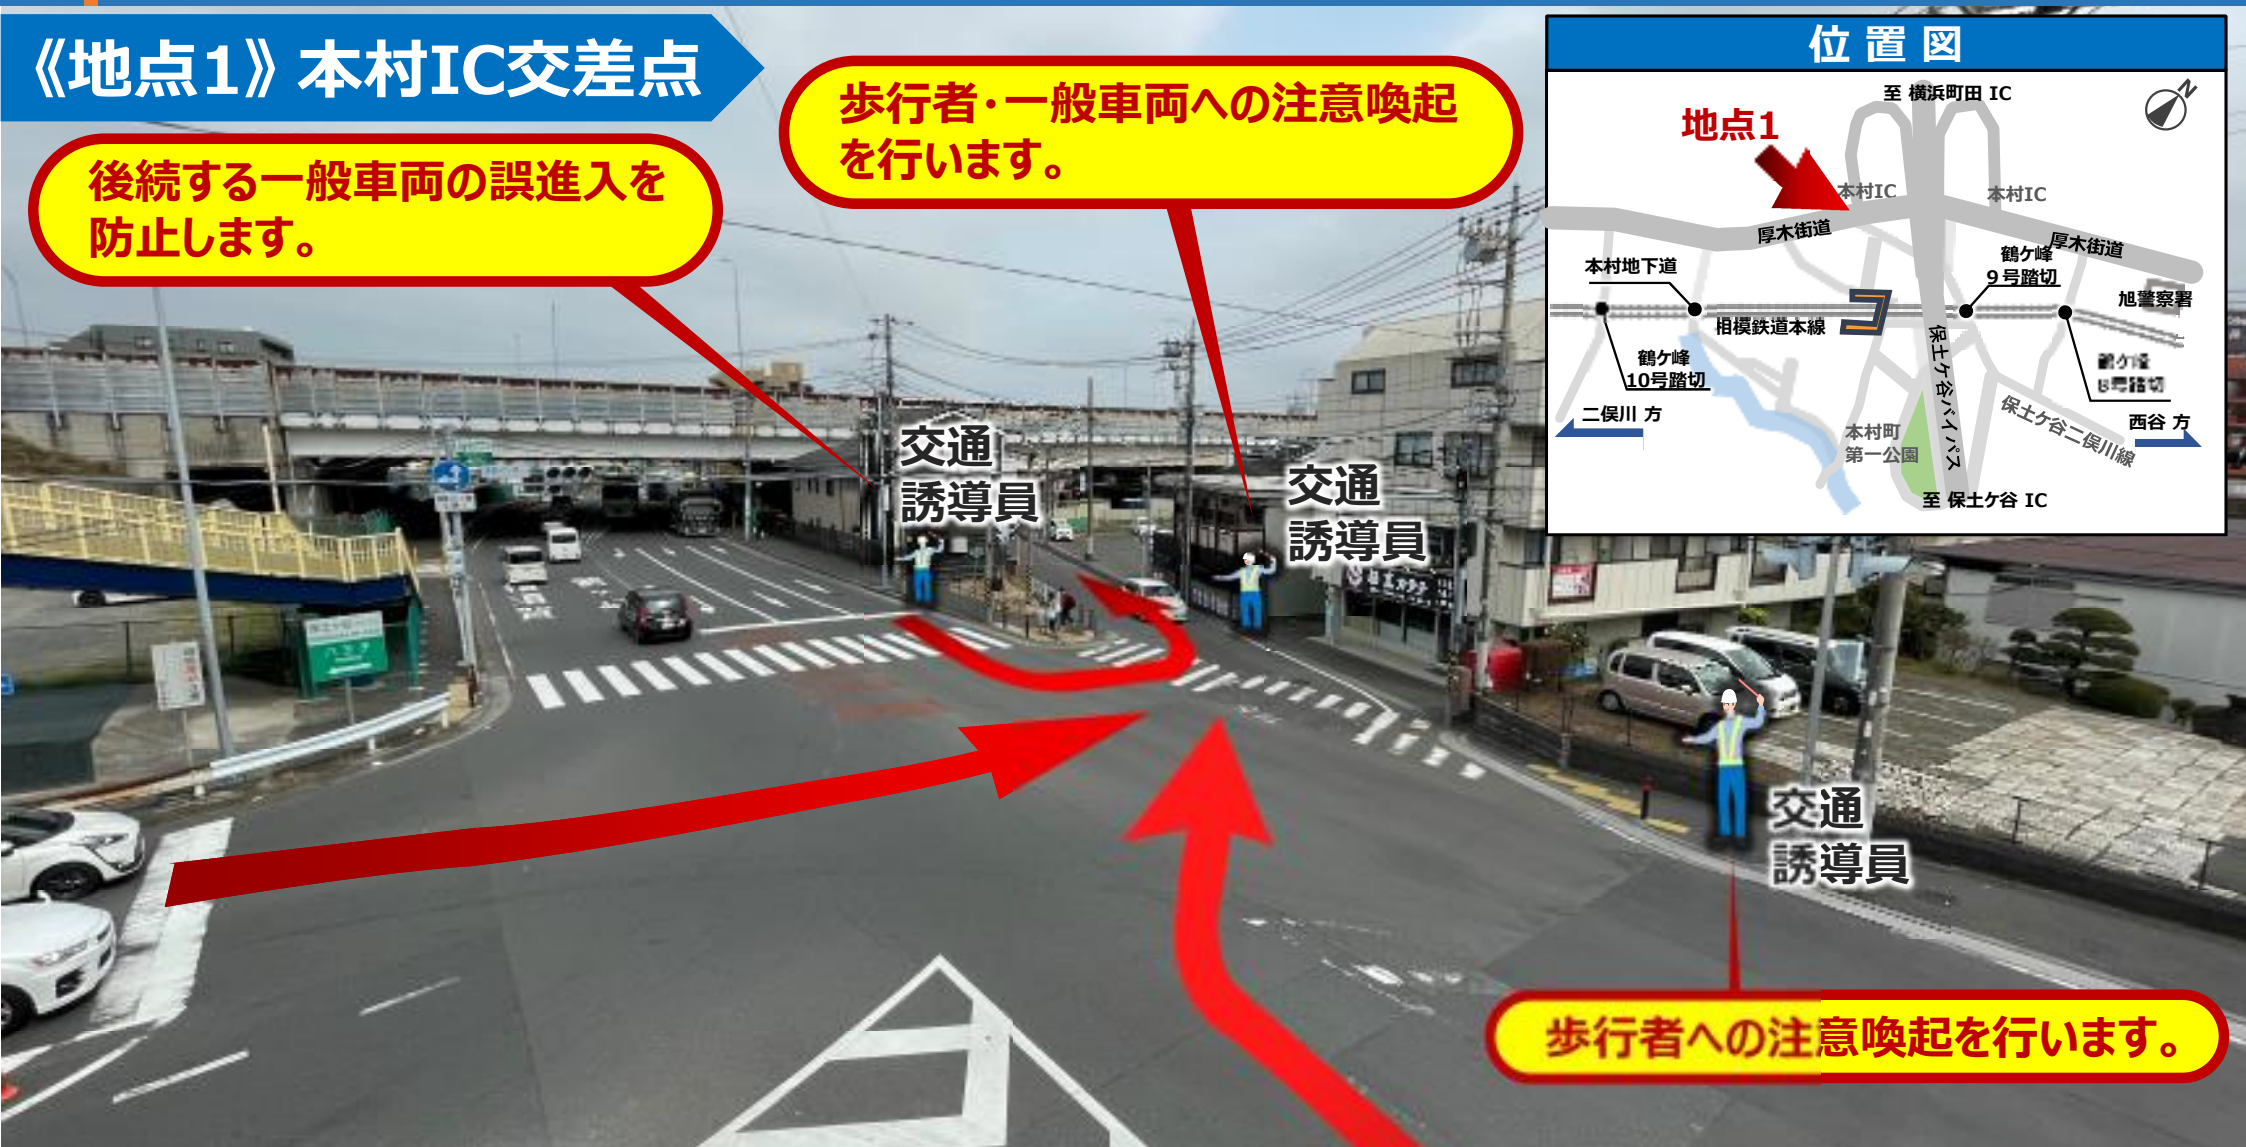 《地点1》本村IC交差点
後続する一般車両の誤進入を
防止します。
歩行者・一般車両への注意喚起
を行います。
位置図
至 横浜町田 IC
N
地点1
本村IC
本村IC
厚木街道
厚木街道
鶴ケ峰
9号踏切
本村地下道
旭警察署
相模鉄道本線
鶴ケ峰
10号踏切
鶴ケ峰
8号踏切
保土ケ谷バイパス
保土ケ谷二俣川線
二俣川 方
西谷 方
本村町
第一公園
至 保土ケ谷 IC
交通
誘導員
交通
誘導員
交通
誘導員
歩行者への注意喚起を行います。